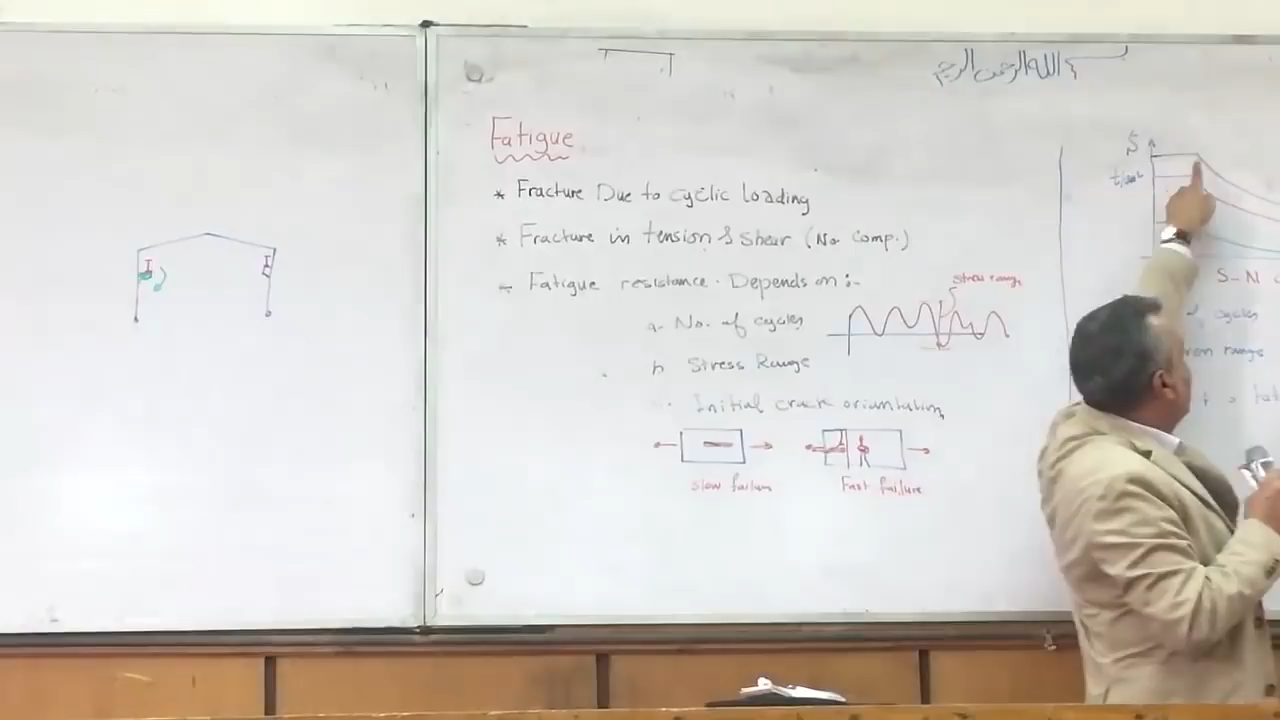 بسم الله الرحمن الرحيم
Fatigue
* Fracture Due to cyclic loading
* Fracture in tension & shear (No comp.)
* Fatigue resistance. Depends on :-
stress range
a. No. of cycles
b Stress Range
Initial crack orientation
slow failure
Fast failure
S
S-N
cycles
range